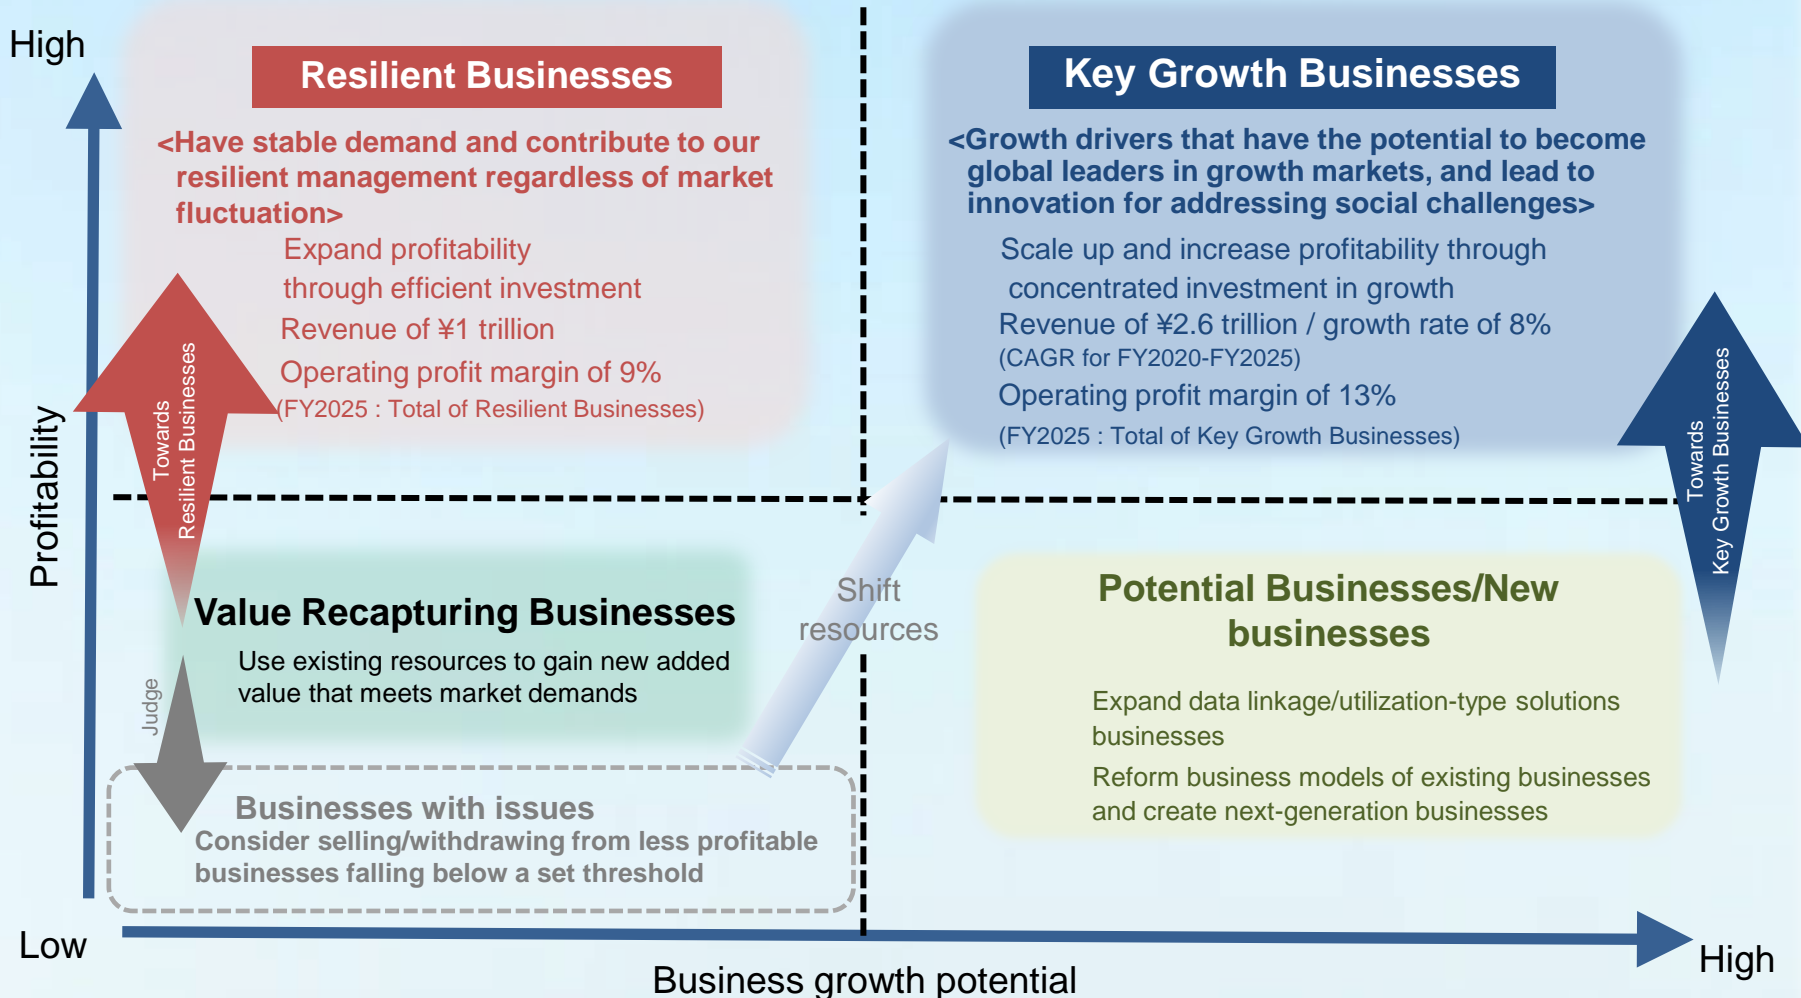 High
Resilient Businesses
<Have stable demand and contribute to our
resilient management regardless of market
fluctuation>
Expand profitability
through efficient investment
Revenue of ¥1 trillion
Operating profit margin of 9%
(FY2025 : Total of Resilient Businesses)
Key Growth Businesses
<Growth drivers that have the potential to become
global leaders in growth markets, and lead to
innovation for addressing social challenges>
Scale up and increase profitability through
concentrated investment in growth
Revenue of ¥2.6 trillion / growth rate of 8%
(CAGR for FY2020-FY2025)
Operating profit margin of 13%
(FY2025 : Total of Key Growth Businesses)
Towards
Resilient Businesses
Towards
Key Growth Businesses
Profitability
Value Recapturing Businesses
Use existing resources to gain new added
value that meets market demands
Judge
Shift
resources
Potential Businesses/New
businesses
Expand data linkage/utilization-type solutions
businesses
Reform business models of existing businesses
and create next-generation businesses
Businesses with issues
Consider selling/withdrawing from less profitable
businesses falling below a set threshold
Low
Business growth potential
High